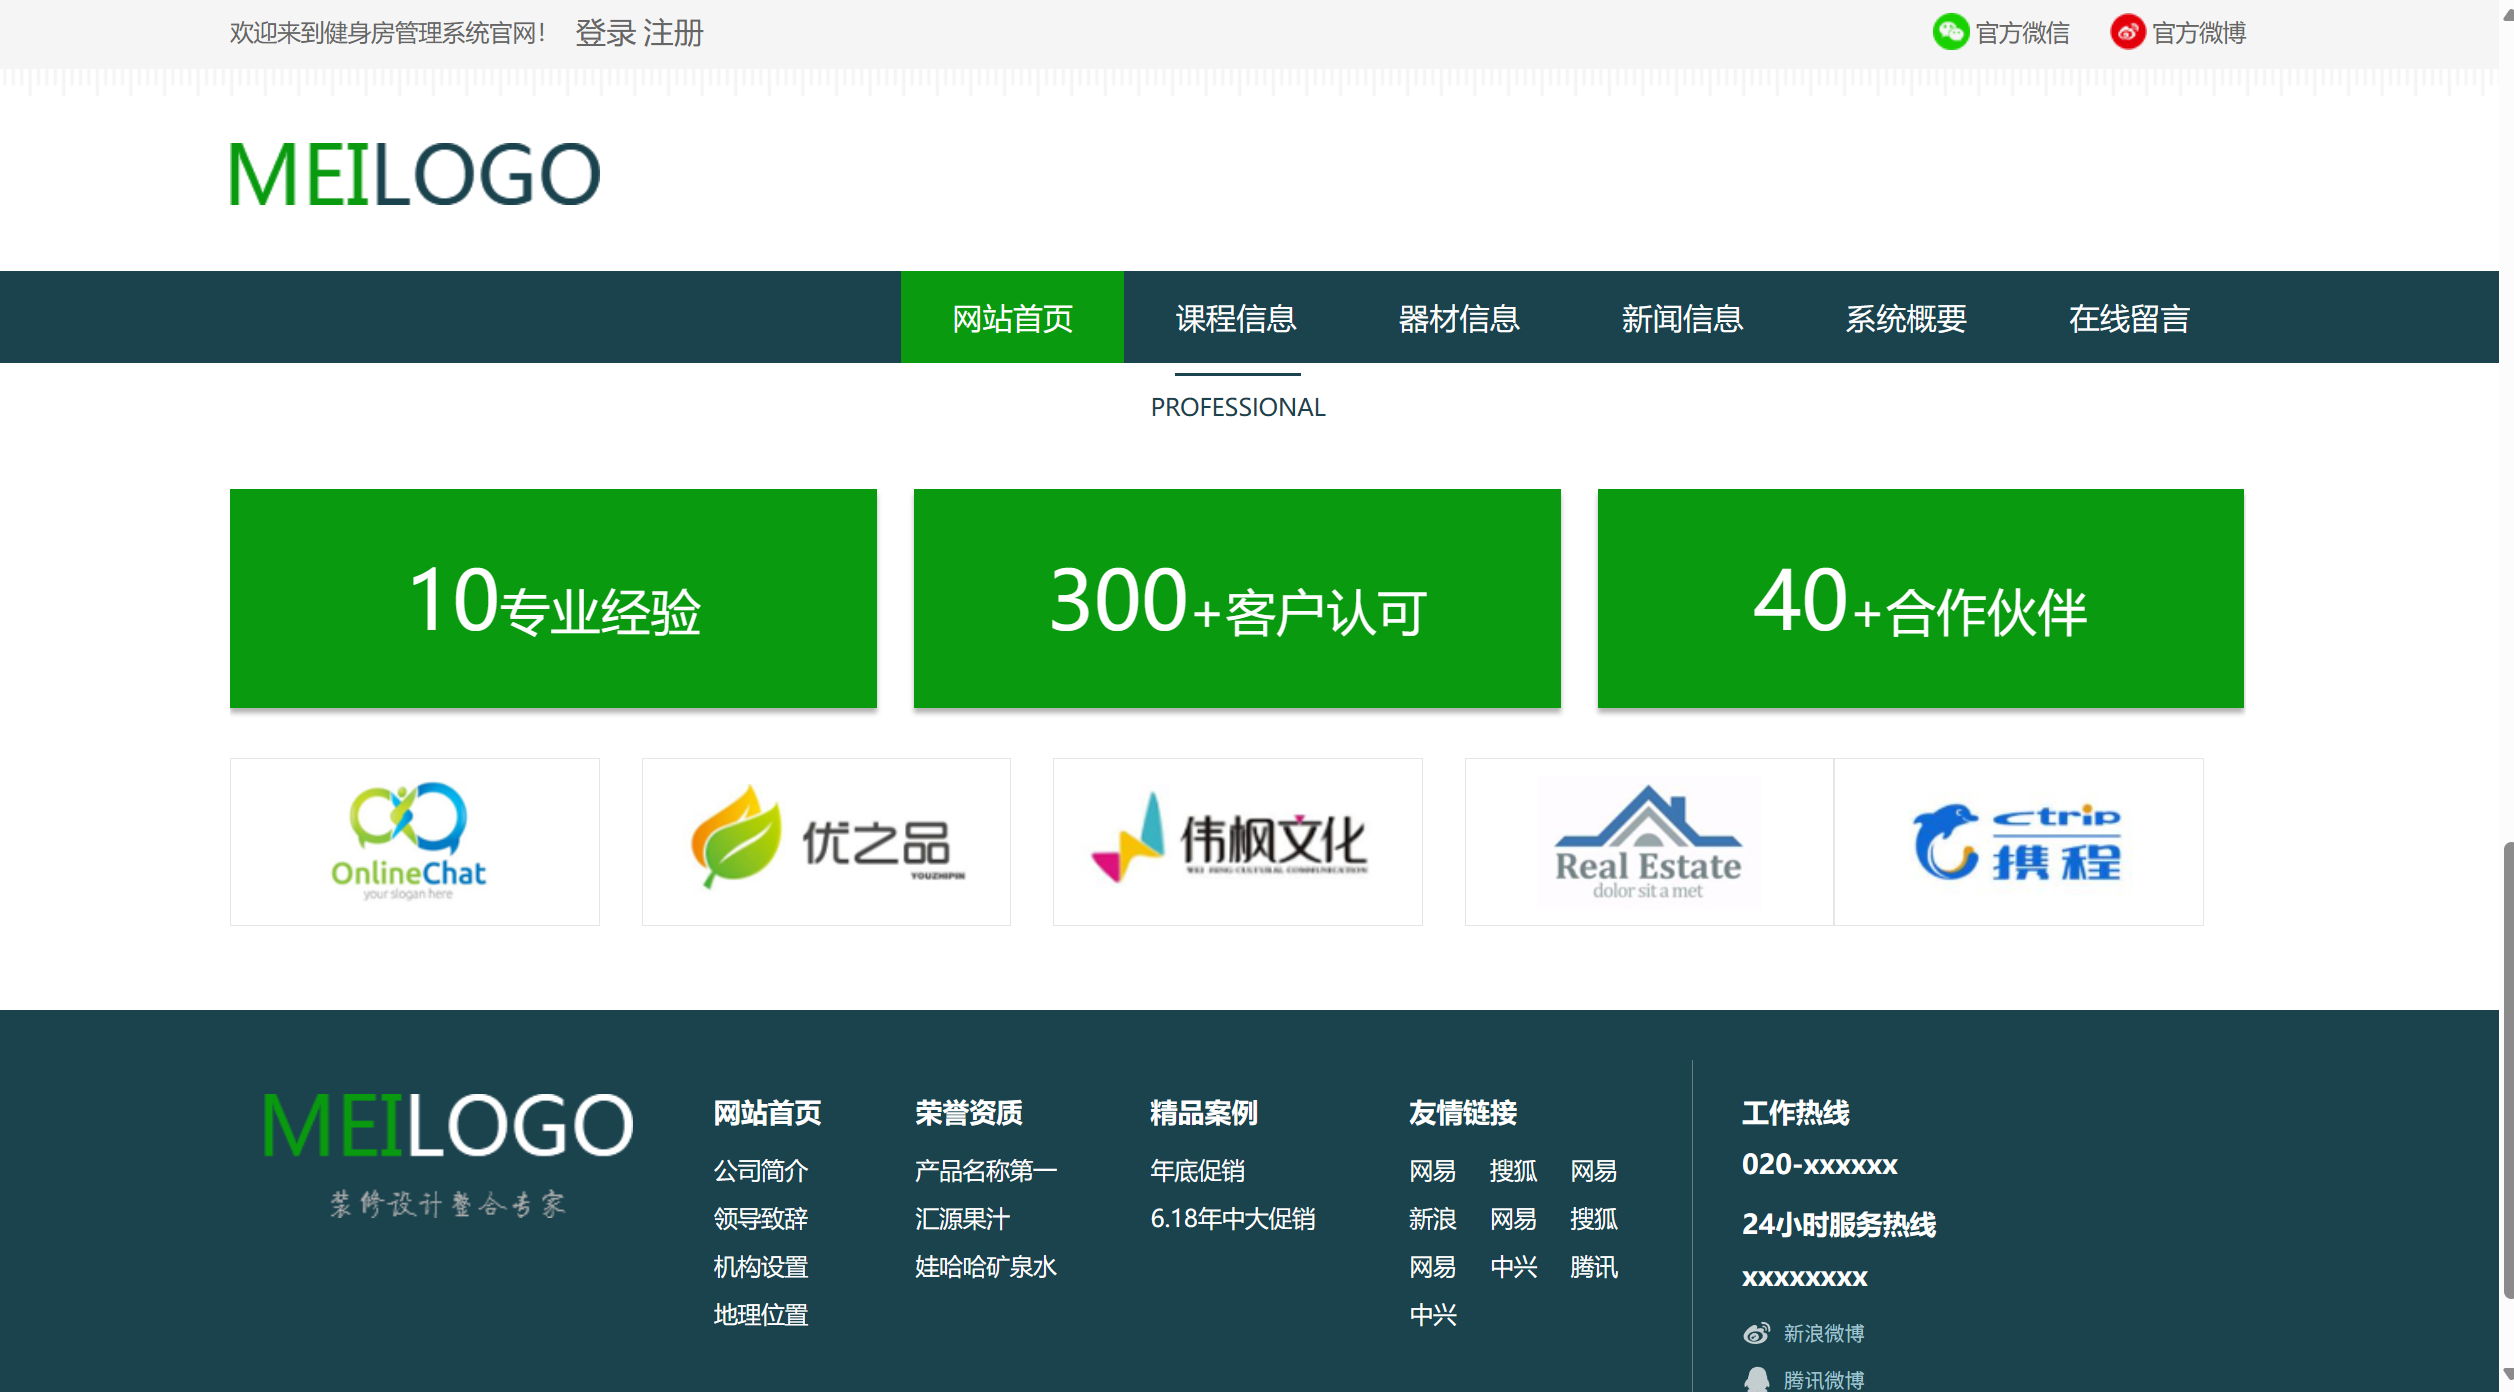 欢迎来到健身房管理系统官网! 登录 注册 官方微信 官方微博
MEILOGO
网站首页 课程信息 器材信息 新闻信息 系统概要 在线留言
PROFESSIONAL
10专业经验 300+客户认可 40+合作伙伴
OnlineChat
your slogan here
优之品
YOUZHIPIN
伟枫文化
WEI FENG CULTURAL COMMUNICATION
Real Estate
dolor sit a met
ctrip
携程
MEILOGO
装修设计整合专家
网站首页
公司简介
领导致辞
机构设置
地理位置
荣誉资质
产品名称第一
汇源果汁
娃哈哈矿泉水
精品案例
年底促销
6.18年中大促销
友情链接
网易 搜狐 网易
新浪 网易 搜狐
网易 中兴 腾讯
中兴
工作热线
020-xxxxxx
24小时服务热线
xxxxxxxx
新浪微博
腾讯微博